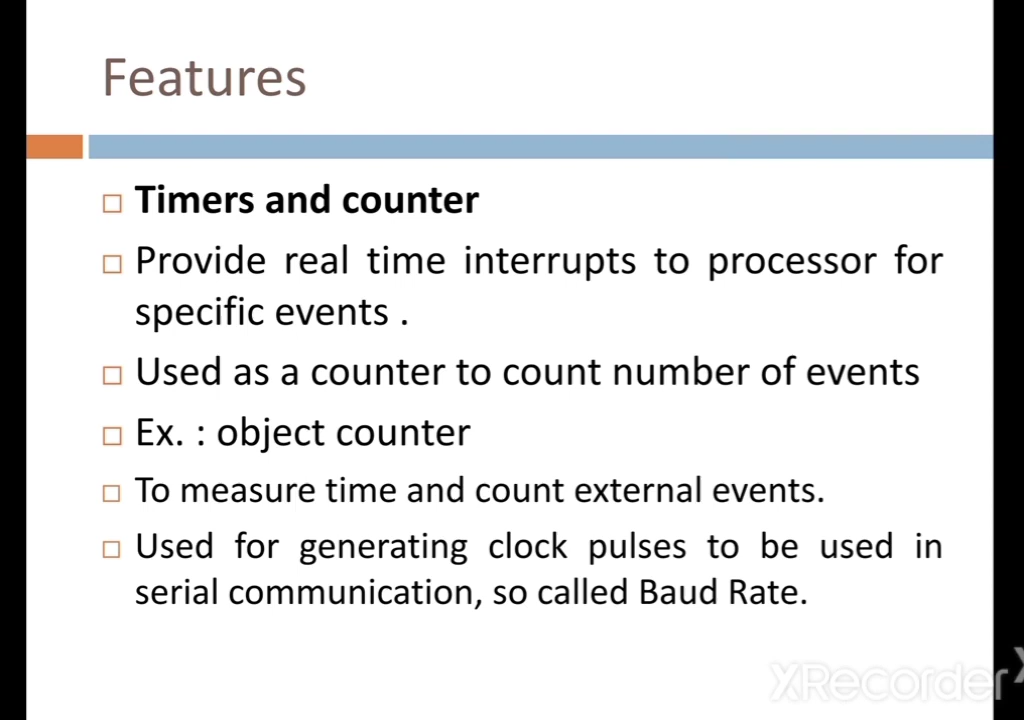 Features
Timers and counter
Provide real time interrupts to processor for
specific events .
Used as a counter to count number of events
Ex. : object counter
To measure time and count external events.
Used for generating clock pulses to be used in
serial communication, so called Baud Rate.
XRecorder